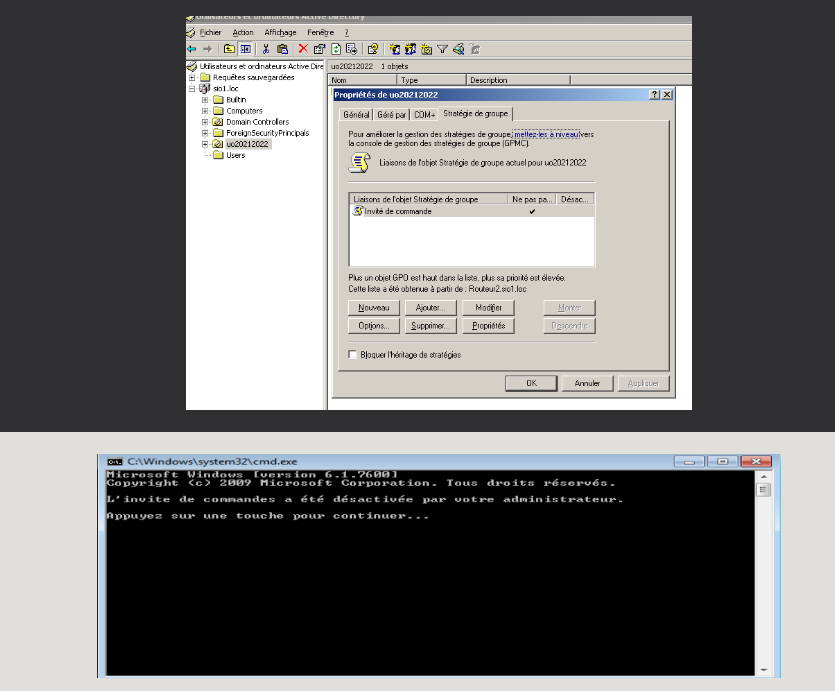 Utilisateurs et ordinateurs Active Directory
Fichier Action Affichage Fenêtre ?
Utilisateurs et ordinateurs Active Dire
Requêtes sauvegardées
sio1.loc
Builtin
Computers
Domain Controllers
ForeignSecurityPrincipals
uo20212022
Users
uo20212022 1 objets
Nom Type Description
Propriétés de uo20212022
Général Géré par COM+ Stratégie de groupe
Pour améliorer la gestion des stratégies de groupe, mettez-les à niveau vers
la console de gestion des stratégies de groupe (GPMC).
Liaisons de l'objet Stratégie de groupe actuel pour uo20212022
Liaisons de l'objet Stratégie de groupe Ne pas pa... Désac...
Invité de commande
Plus un objet GPO est haut dans la liste, plus sa priorité est élevée.
Cette liste a été obtenue à partir de : Routeur2.sio1.loc
Nouveau Ajouter... Modifier Monter
Options... Supprimer... Propriétés Descendre
Bloquer l'héritage de stratégies
OK Annuler Appliquer
C:\Windows\system32\cmd.exe
Microsoft Windows [version 6.1.7600]
Copyright (c) 2009 Microsoft Corporation. Tous droits réservés.
L'invite de commandes a été désactivée par votre administrateur.
Appuyez sur une touche pour continuer...